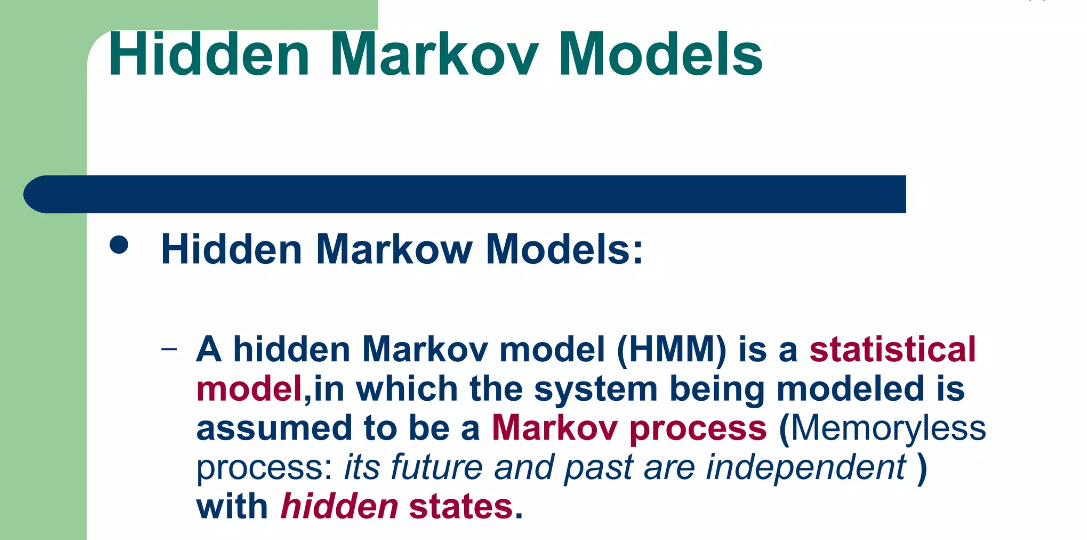 Hidden Markov Models
Hidden Markow Models:
– A hidden Markov model (HMM) is a statistical
model,in which the system being modeled is
assumed to be a Markov process (Memoryless
process: its future and past are independent )
with hidden states.